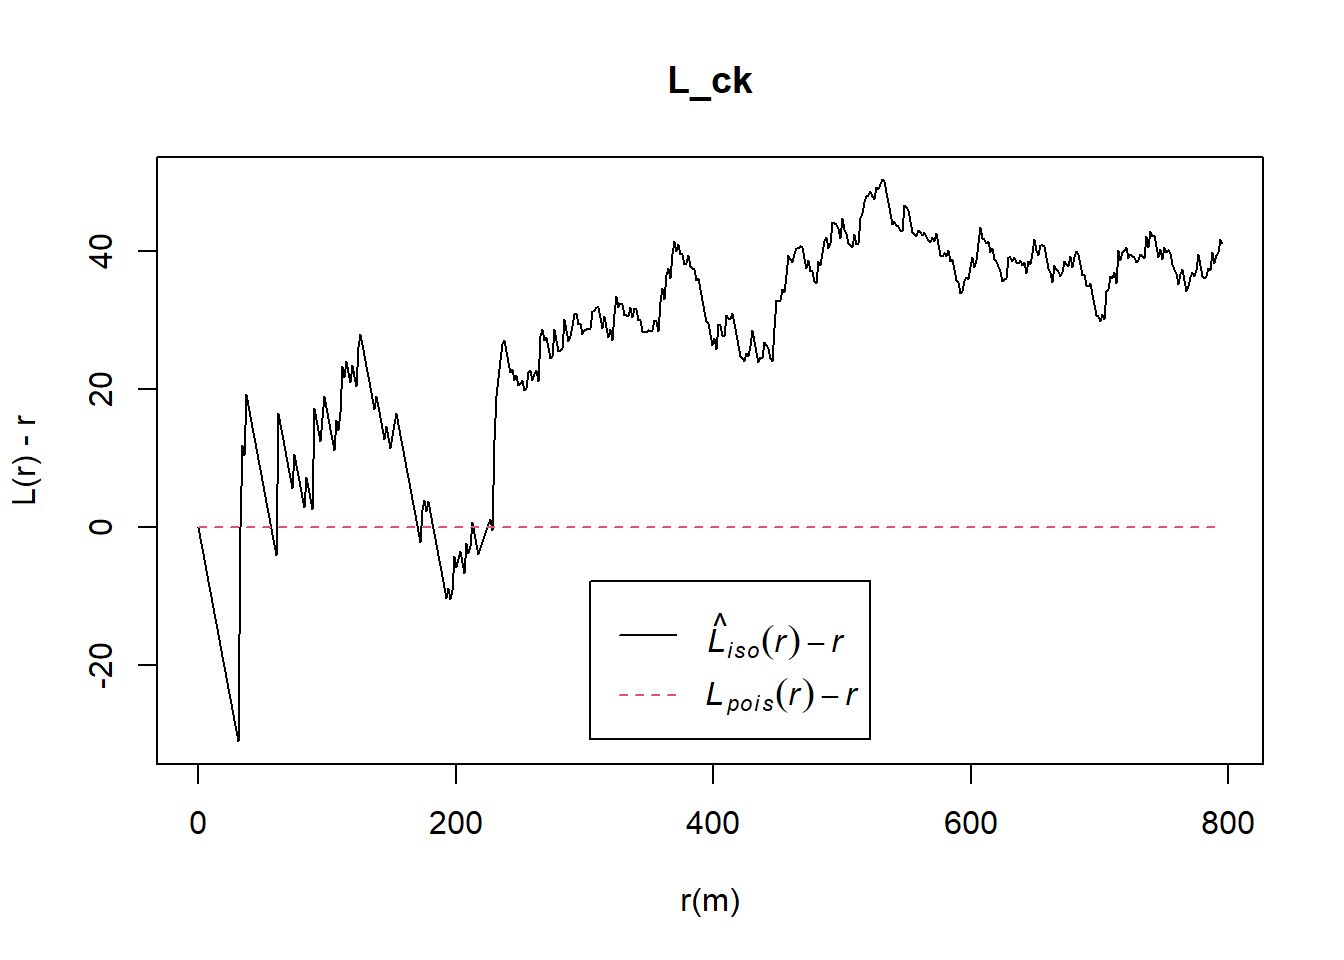 L_ck
L(r) - r
40
20
0
-20
L̂iso(r) – r
Lpois(r) – r
0 200 400 600 800
r(m)